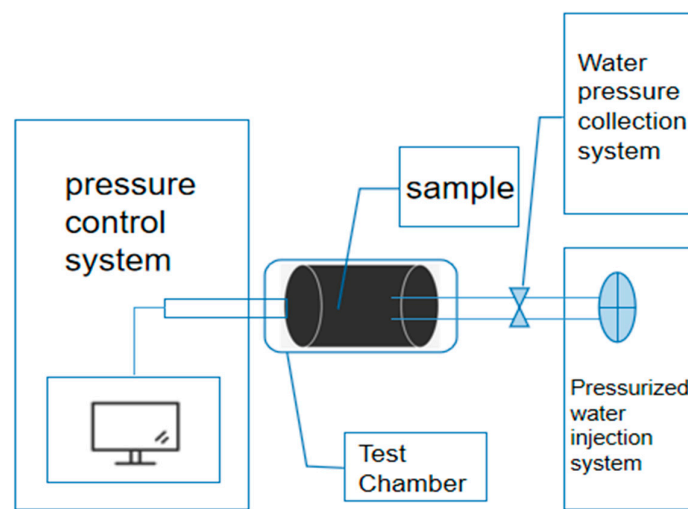 pressure
control
system
sample
Water
pressure
collection
system
Test
Chamber
Pressurized
water
injection
system